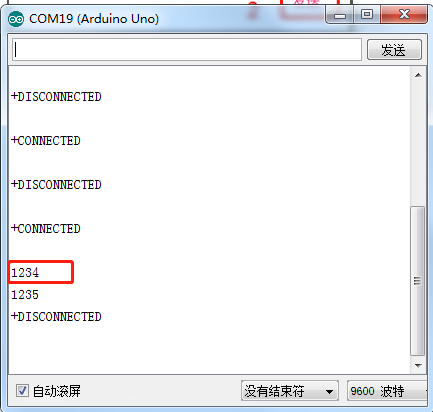 COM19 (Arduino Uno)
发送
+DISCONNECTED
+CONNECTED
+DISCONNECTED
+CONNECTED
1234
1235
+DISCONNECTED
自动滚屏
没有结束符
9600 波特